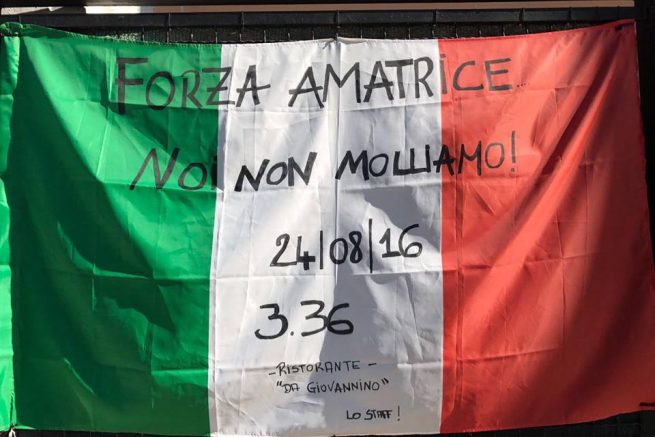 FORZA AMATRICE...
NOI NON MOLLIAMO!
24/08/16
3.36
- RISTORANTE -
"DA GIOVANNINO"
LO STAFF!